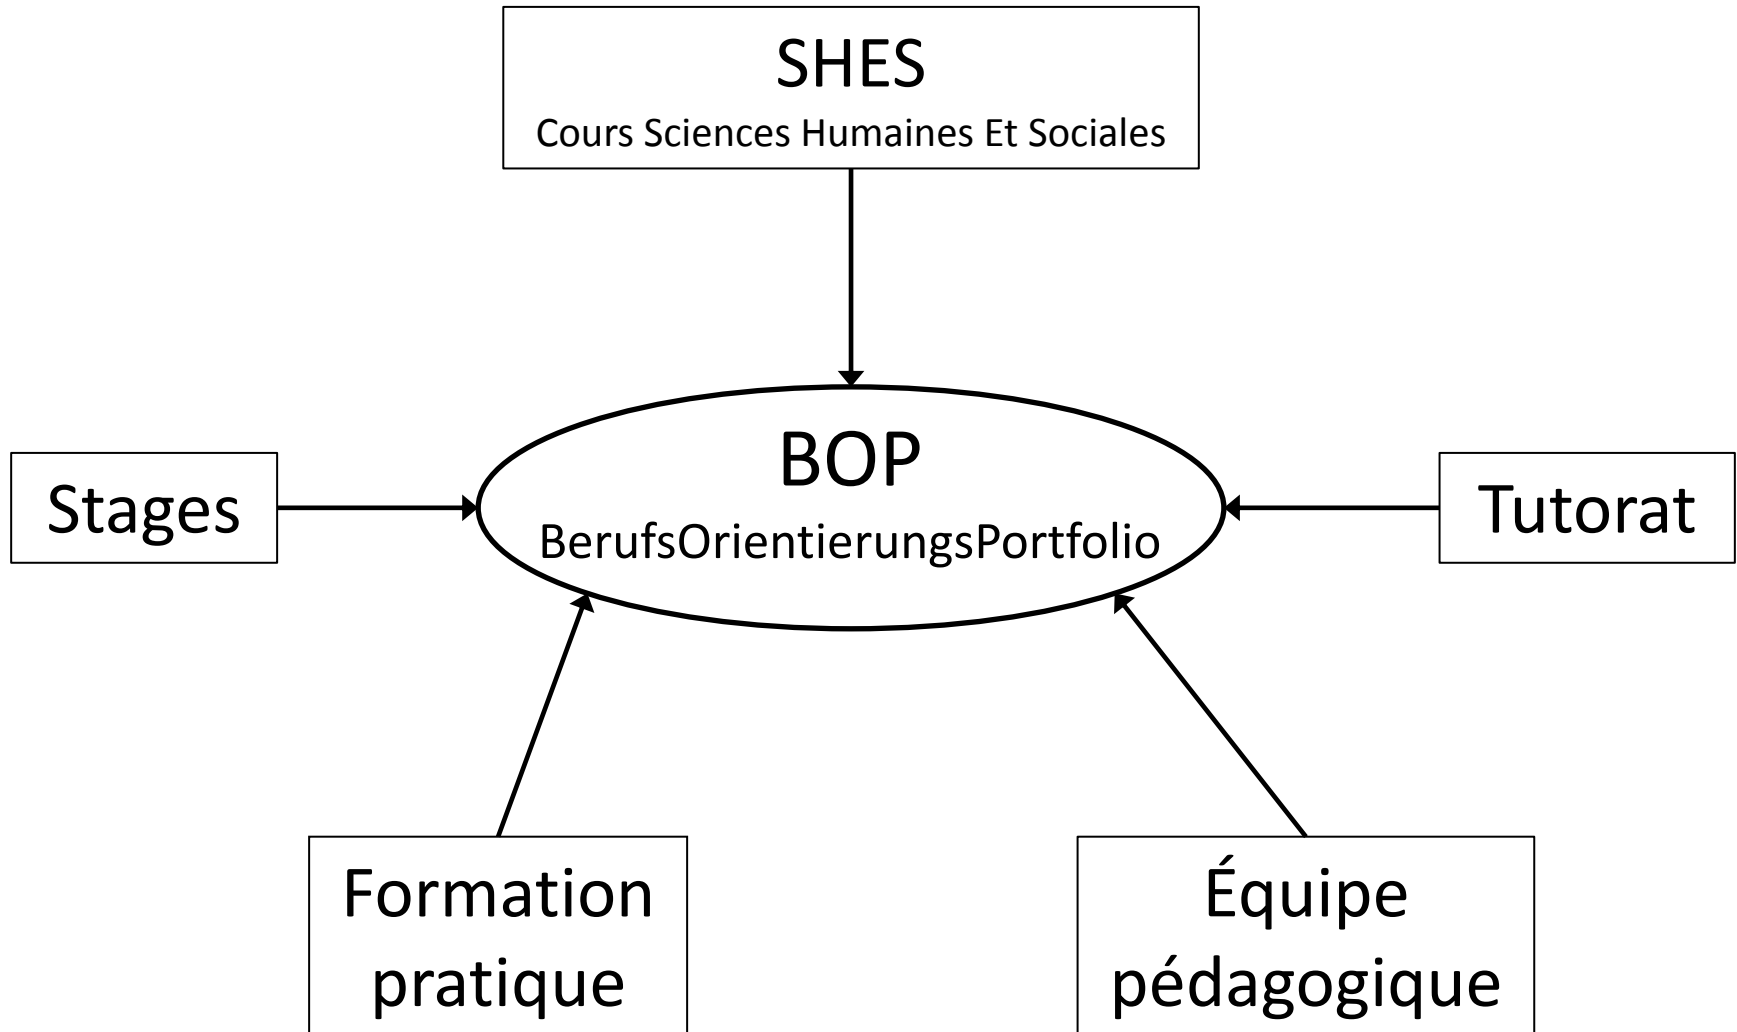 SHES
Cours Sciences Humaines Et Sociales
BOP
BerufsOrientierungsPortfolio
Stages
Tutorat
Formation
pratique
Équipe
pédagogique